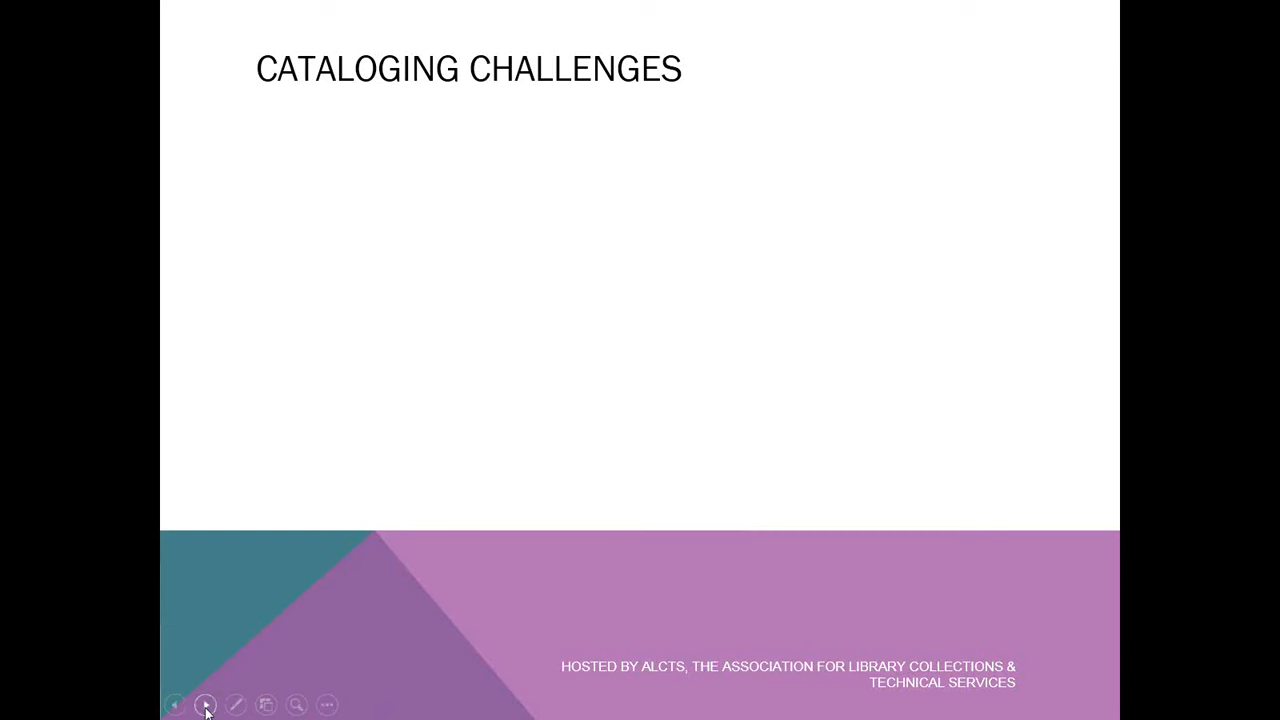 CATALOGING CHALLENGES
HOSTED BY ALCTS, THE ASSOCIATION FOR LIBRARY COLLECTIONS &
TECHNICAL SERVICES